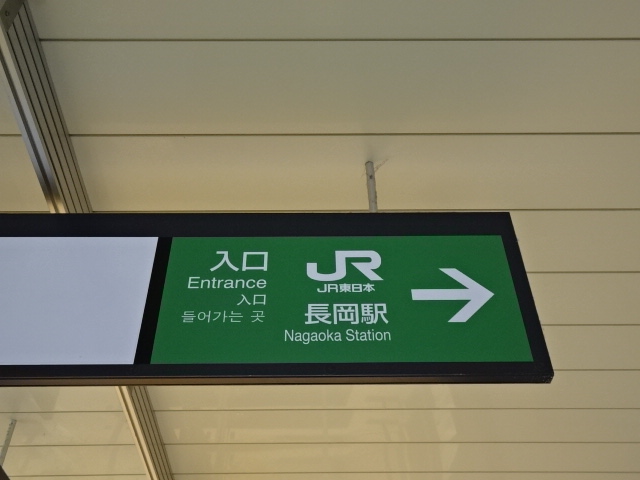 入口
Entrance
入口
들어가는 곳
JR
JR東日本
長岡駅
Nagaoka Station